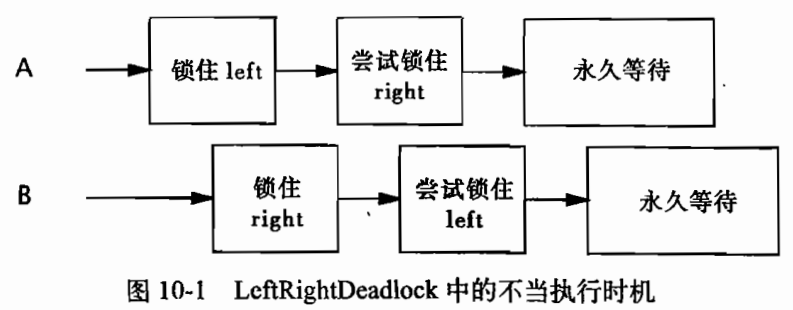 A
锁住 left
尝试锁住
right
永久等待
B
锁住
right
尝试锁住
left
永久等待
图 10-1 LeftRightDeadlock 中的不当执行时机